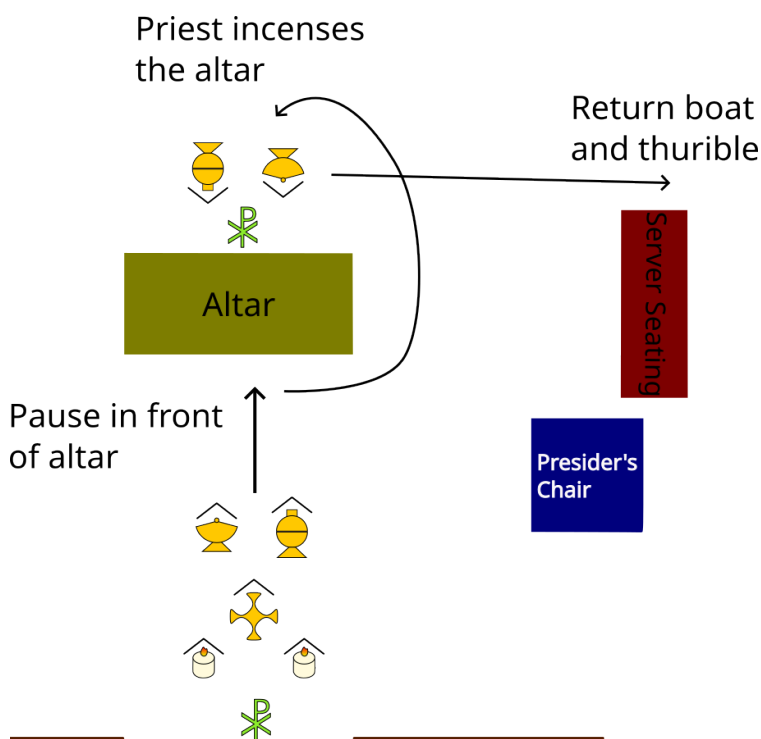 Priest incenses
the altar
Return boat
and thurible
Server Seating
Altar
Pause in front
of altar
Presider's
Chair